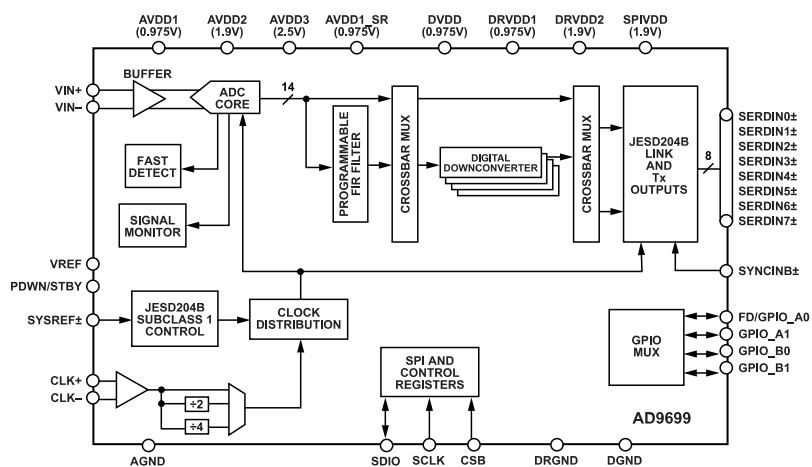 AVDD1
(0.975V)
AVDD2
(1.9V)
AVDD3
(2.5V)
AVDD1_SR
(0.975V)
DVDD
(0.975V)
DRVDD1
(0.975V)
DRVDD2
(1.9V)
SPIVDD
(1.9V)
BUFFER
VIN+
VIN–
ADC
CORE
14
PROGRAMMABLE
FIR FILTER
CROSSBAR MUX
DIGITAL
DOWNCONVERTER
CROSSBAR MUX
JESD204B
LINK
AND
Tx
OUTPUTS
8
SERDIN0±
SERDIN1±
SERDIN2±
SERDIN3±
SERDIN4±
SERDIN5±
SERDIN6±
SERDIN7±
FAST
DETECT
SIGNAL
MONITOR
VREF
PDWN/STBY
SYSREF±
JESD204B
SUBCLASS 1
CONTROL
CLOCK
DISTRIBUTION
SYNCINB±
GPIO
MUX
FD/GPIO_A0
GPIO_A1
GPIO_B0
GPIO_B1
CLK+
CLK–
÷2
÷4
SPI AND
CONTROL
REGISTERS
AD9699
AGND
SDIO
SCLK
CSB
DRGND
DGND